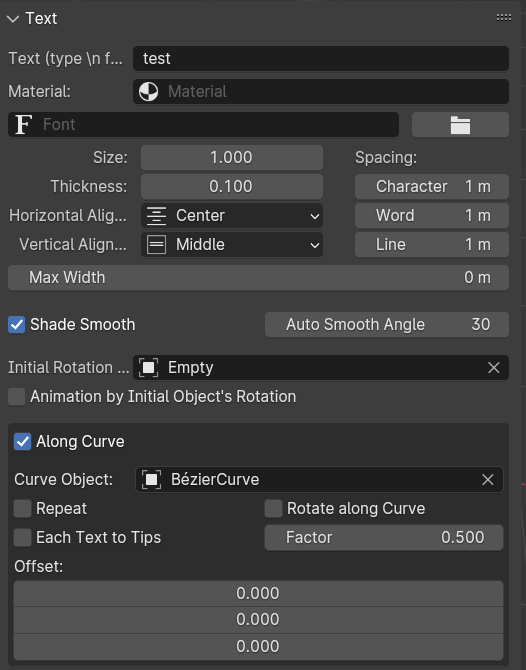 Text
Text (type \n f... test
Material: Material
Font
Size: 1.000 Spacing:
Thickness: 0.100 Character 1 m
Horizontal Alig... Center Word 1 m
Vertical Align... Middle Line 1 m
Max Width 0 m
Shade Smooth Auto Smooth Angle 30
Initial Rotation ... Empty
Animation by Initial Object's Rotation
Along Curve
Curve Object: BézierCurve
Repeat Rotate along Curve
Each Text to Tips Factor 0.500
Offset:
0.000
0.000
0.000